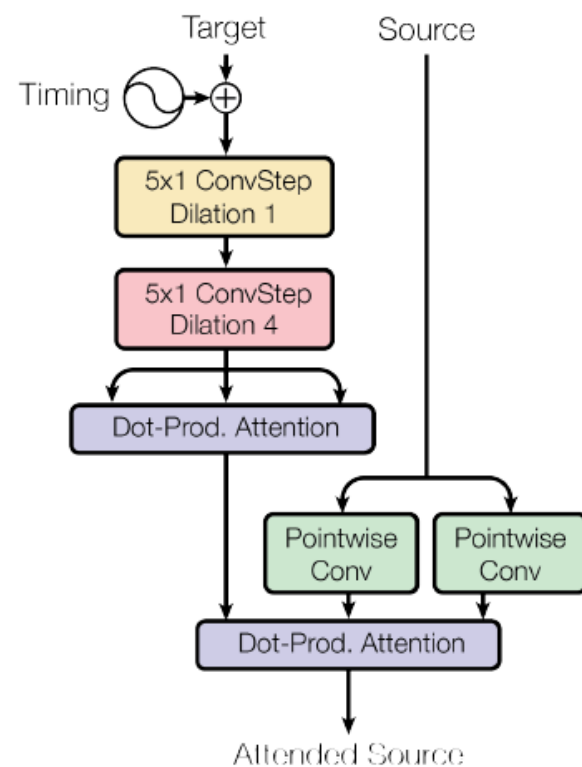 Target
Source
Timing
5x1 ConvStep
Dilation 1
5x1 ConvStep
Dilation 4
Dot-Prod. Attention
Pointwise
Conv
Pointwise
Conv
Dot-Prod. Attention
Attended Source